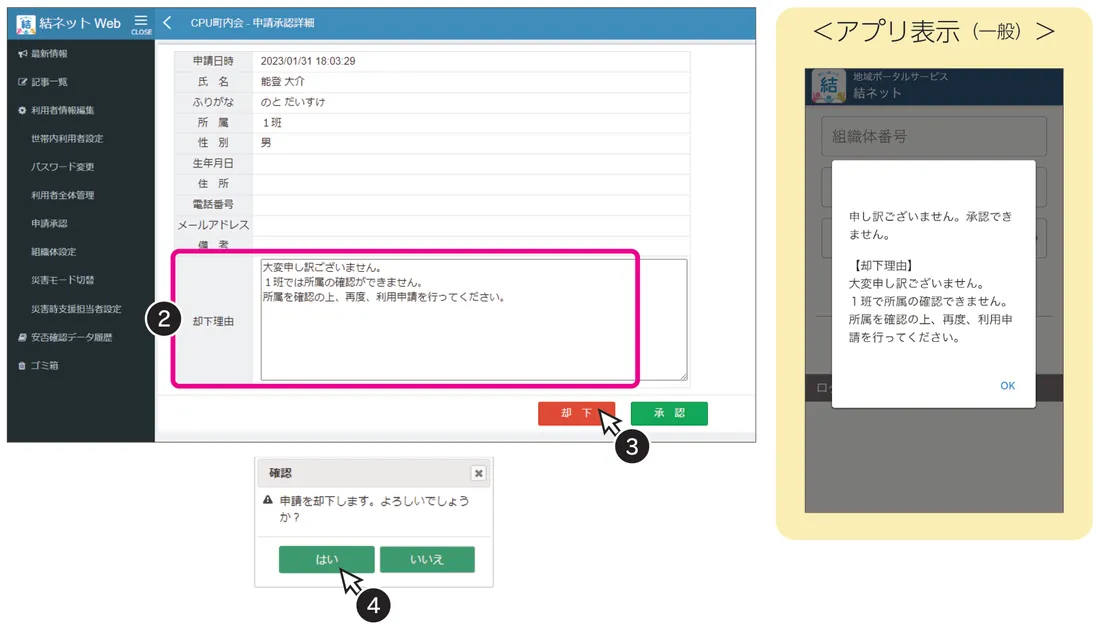 結ネット Web
CLOSE
CPU町内会 - 申請承認詳細
最新情報
記事一覧
利用者情報編集
世帯内利用者設定
パスワード変更
利用者全体管理
申請承認
組織体設定
災害モード切替
災害時支援担当者設定
安否確認データ履歴
ゴミ箱
申請日時 2023/01/31 18:03:29
氏 名 能登 大介
ふりがな のと だいすけ
所 属 1班
性 別 男
生年月日
住 所
電話番号
メールアドレス
備 考
却下理由
大変申し訳ございません。
1班では所属の確認ができません。
所属を確認の上、再度、利用申請を行ってください。
2
却 下
承 認
3
確認
申請を却下します。よろしいでしょう
か？
はい
いいえ
4
＜アプリ表示（一般）＞
結
地域ポータルサービス
結ネット
組織体番号
申し訳ございません。承認でき
ません。
【却下理由】
大変申し訳ございません。
1班で所属の確認できません。
所属を確認の上、再度、利用申
請を行ってください。
OK